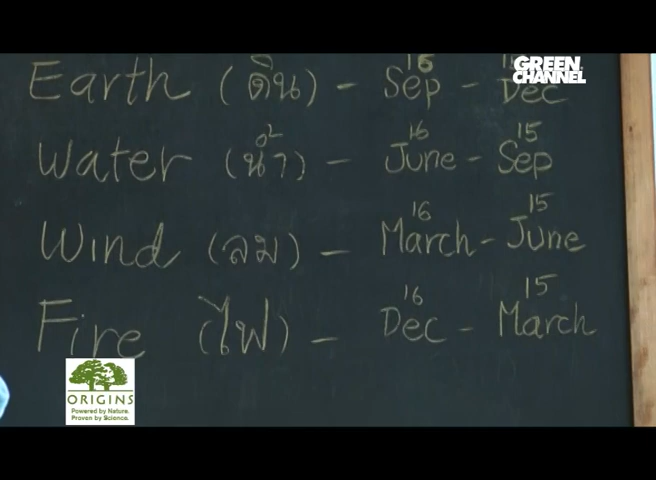 GREEN
CHANNEL
Earth (ดิน) - 16 Sep - Dec
Water (น้ำ) - 16 June - 15 Sep
Wind (ลม) - 16 March - 15 June
Fire (ไฟ) - 16 Dec - 15 March
ORIGINS
Powered by Nature.
Proven by Science.